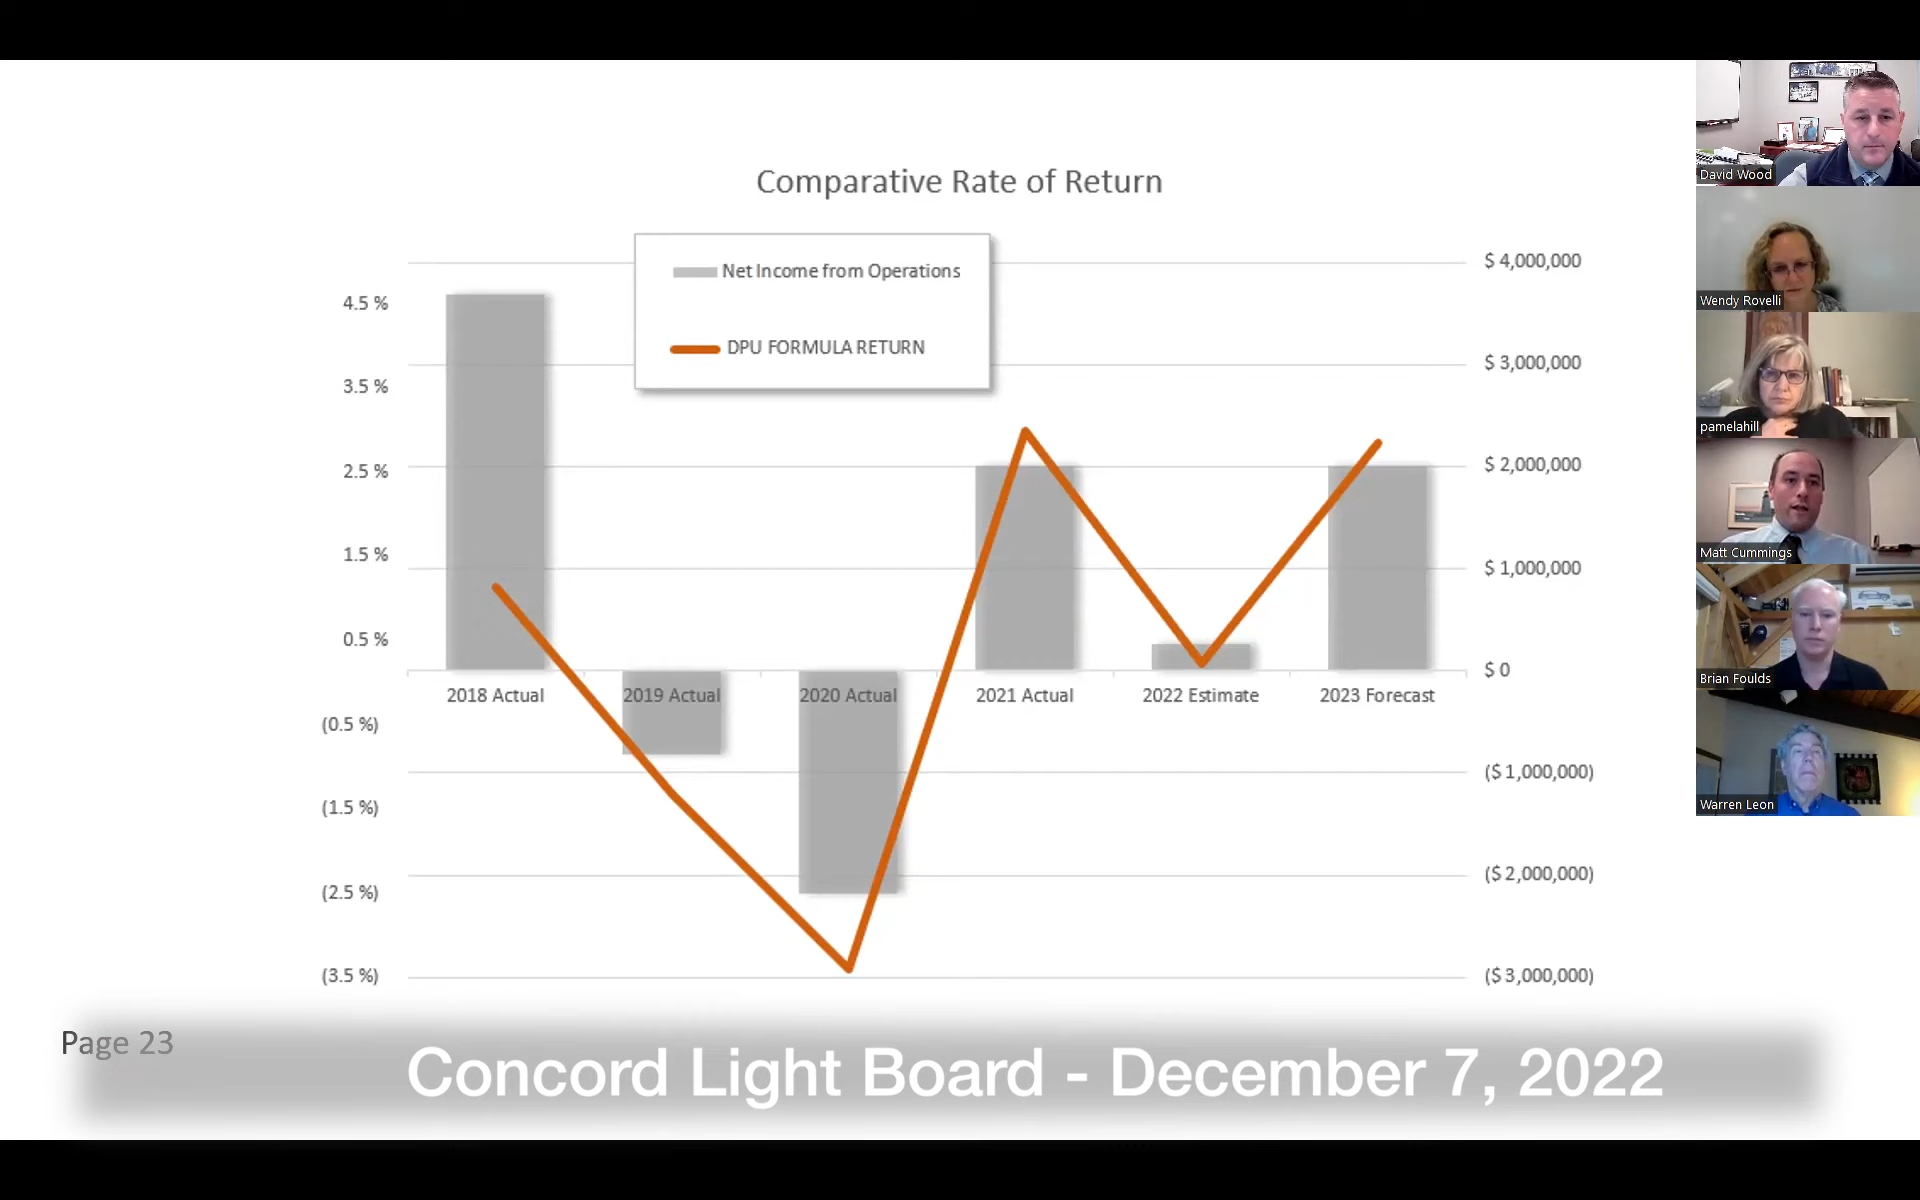 Comparative Rate of Return
Net Income from Operations
DPU FORMULA RETURN
4.5 %
3.5 %
2.5 %
1.5 %
0.5 %
(0.5 %)
(1.5 %)
(2.5 %)
(3.5 %)
$ 4,000,000
$ 3,000,000
$ 2,000,000
$ 1,000,000
$ 0
($ 1,000,000)
($ 2,000,000)
($ 3,000,000)
2018 Actual
2019 Actual
2020 Actual
2021 Actual
2022 Estimate
2023 Forecast
David Wood
Wendy Rovelli
pamelahill
Matt Cummings
Brian Foulds
Warren Leon
Page 23
Concord Light Board - December 7, 2022